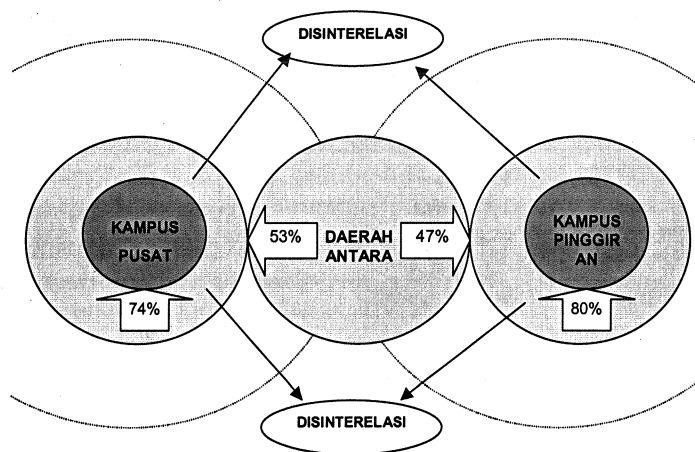 DISINTERELASI
KAMPUS
PUSAT
53%
DAERAH
ANTARA
47%
KAMPUS
PINGGIR
AN
74%
80%
DISINTERELASI